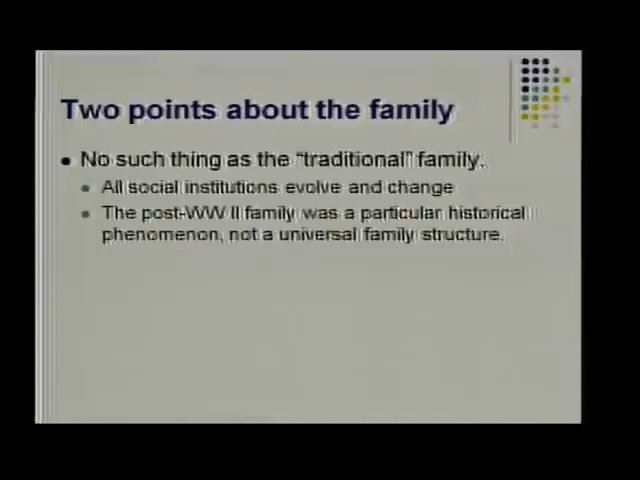 Two points about the family
No such thing as the "traditional" family.
All social institutions evolve and change
The post-WW II family was a particular historical
phenomenon, not a universal family structure.